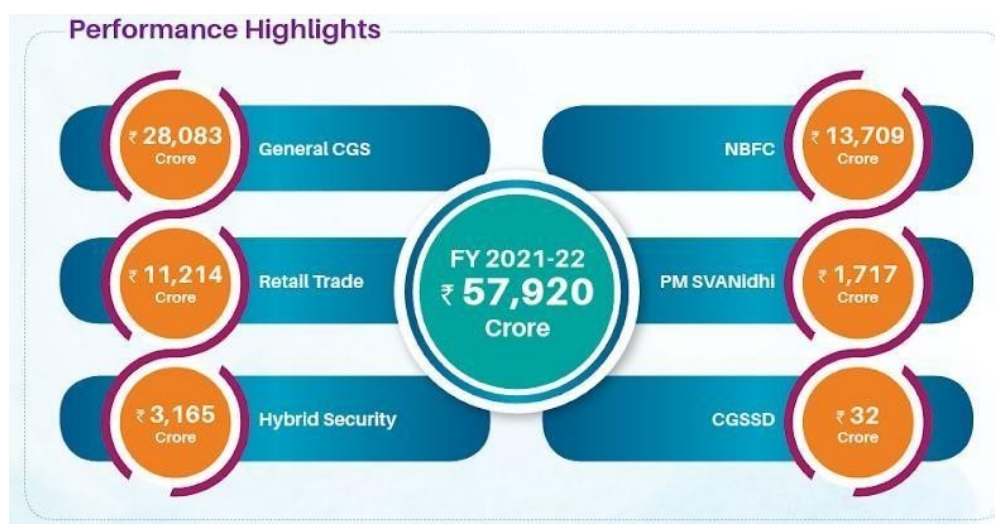 Performance Highlights
₹ 28,083
Crore
General CGS
₹ 11,214
Crore
Retail Trade
₹ 3,165
Crore
Hybrid Security
FY 2021-22
₹ 57,920
Crore
NBFC
₹ 13,709
Crore
PM SVANidhi
₹ 1,717
Crore
CGSSD
₹ 32
Crore